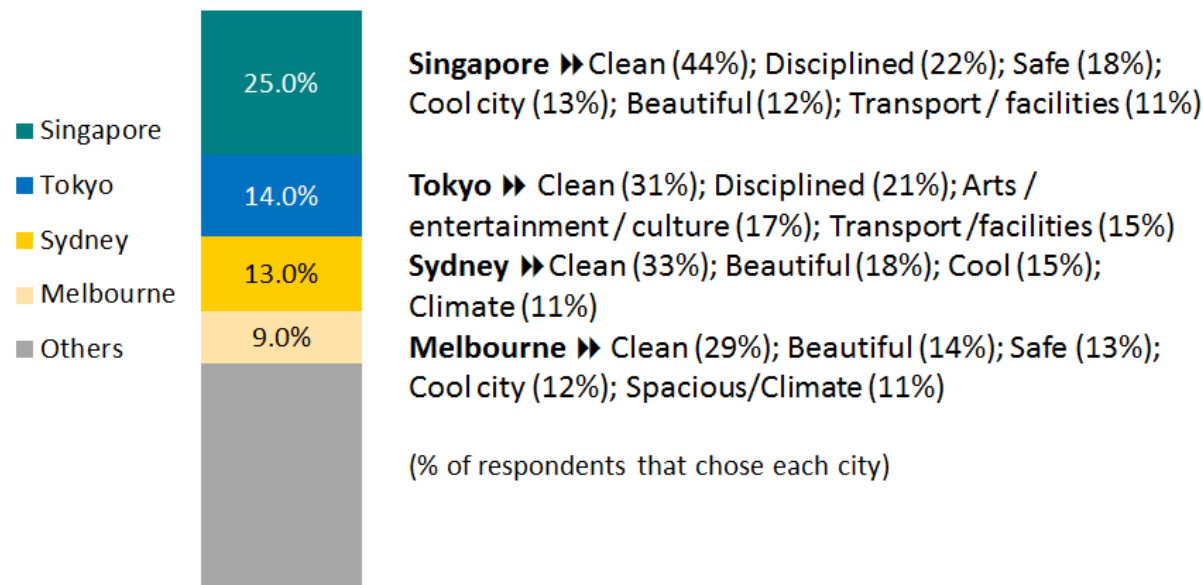 Singapore
Tokyo
Sydney
Melbourne
Others
25.0%
14.0%
13.0%
9.0%
Singapore ▶▶ Clean (44%); Disciplined (22%); Safe (18%);
Cool city (13%); Beautiful (12%); Transport / facilities (11%)
Tokyo ▶▶ Clean (31%); Disciplined (21%); Arts /
entertainment / culture (17%); Transport /facilities (15%)
Sydney ▶▶ Clean (33%); Beautiful (18%); Cool (15%);
Climate (11%)
Melbourne ▶▶ Clean (29%); Beautiful (14%); Safe (13%);
Cool city (12%); Spacious/Climate (11%)
(% of respondents that chose each city)